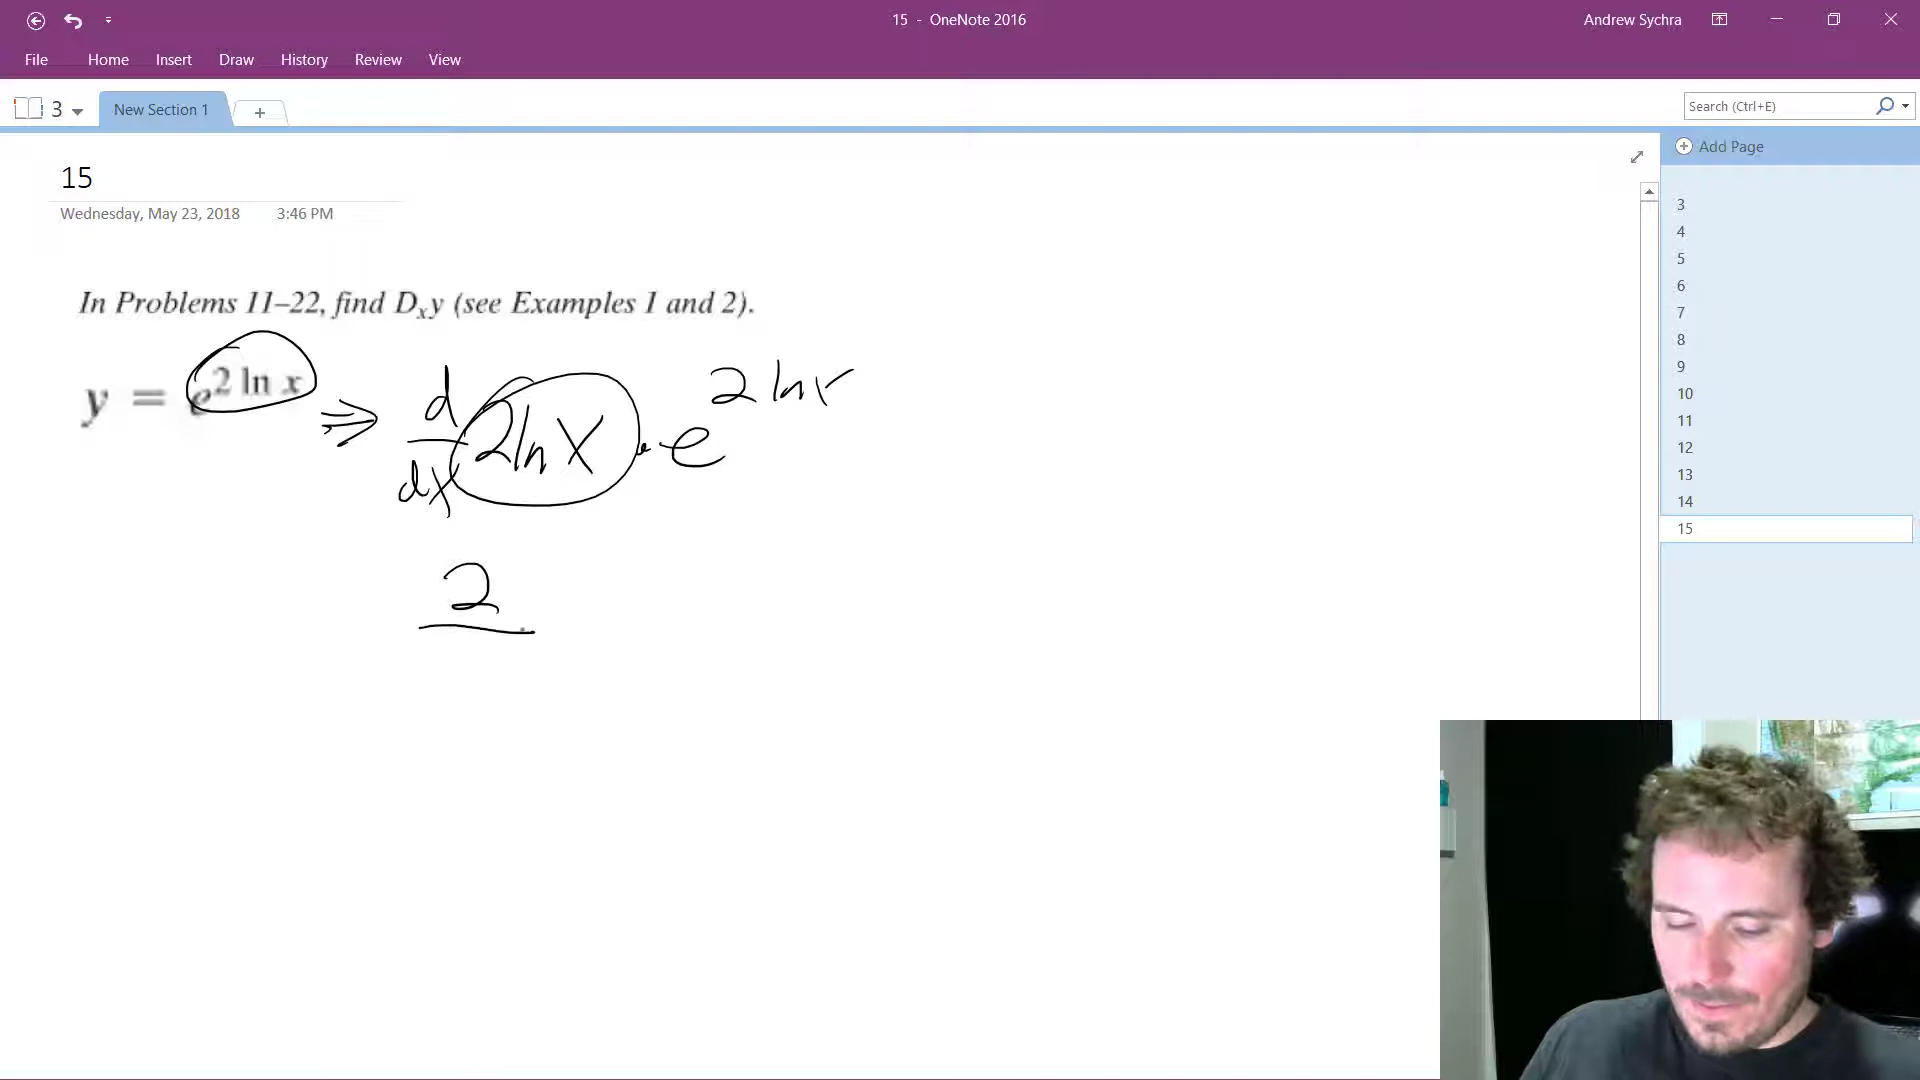 15 - OneNote 2016
Andrew Sychra
File Home Insert Draw History Review View
3
New Section 1
+
Search (Ctrl+E)
Add Page
15
Wednesday, May 23, 2018 3:46 PM
In Problems 11–22, find Dₓy (see Examples 1 and 2).
y = e^{2 ln x} ⇒ d/dx 2lnx · e^{2 lnx}
2
3
4
5
6
7
8
9
10
11
12
13
14
15